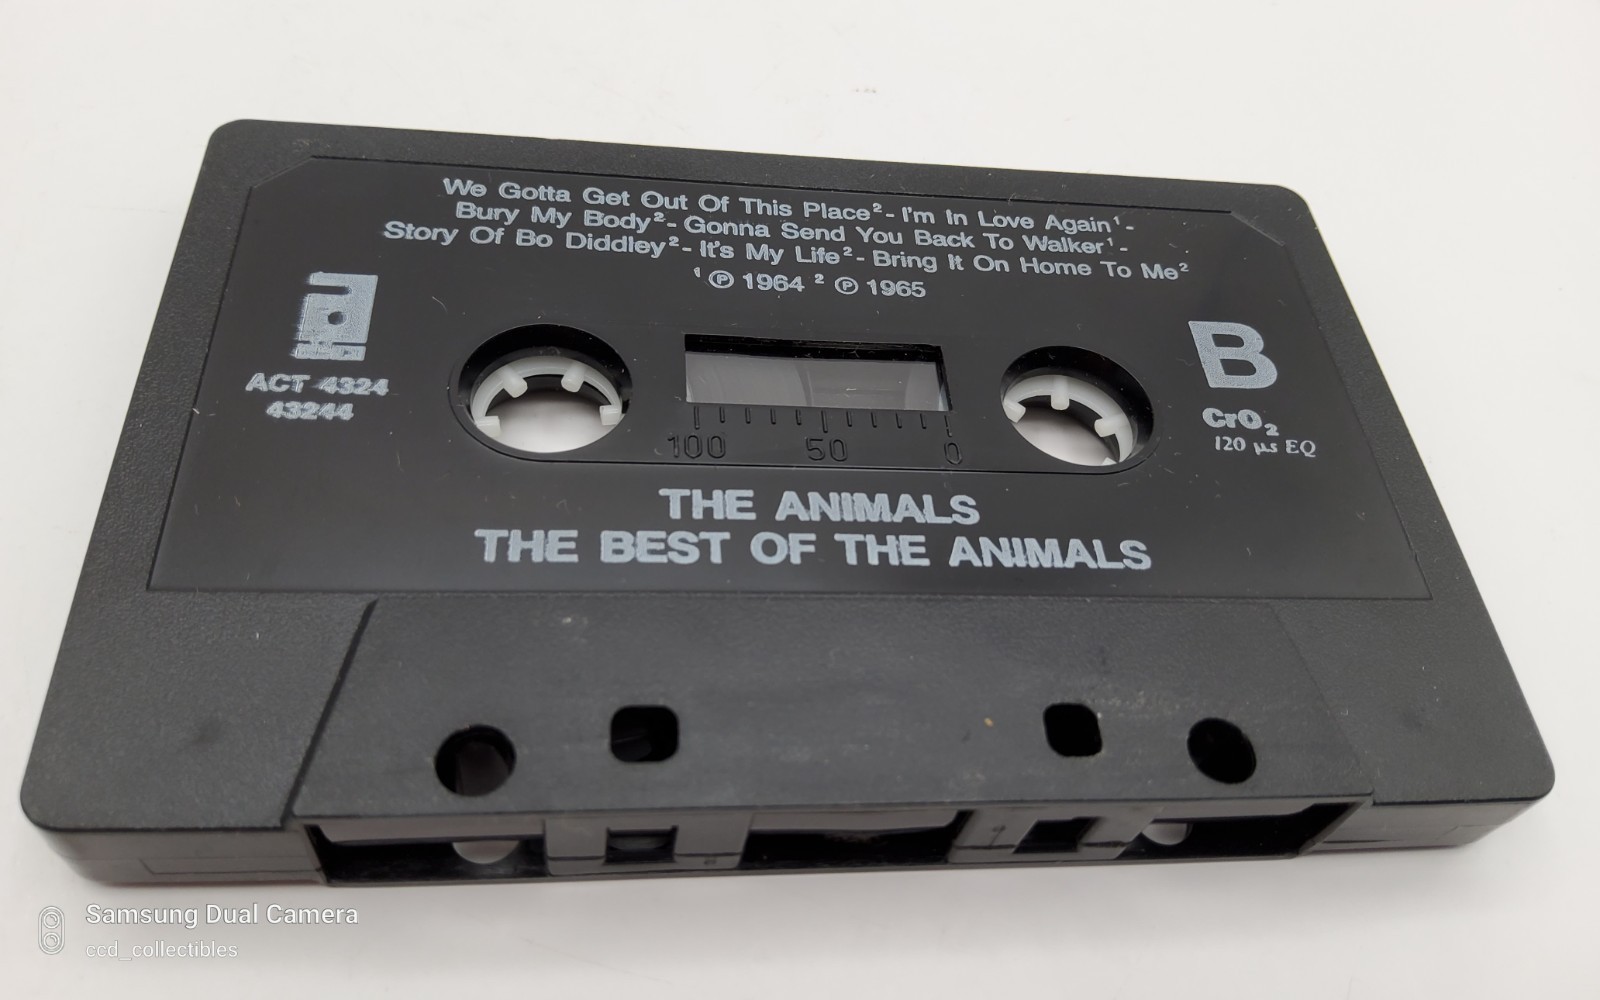 We Gotta Get Out Of This Place² - I'm In Love Again¹ -
Bury My Body² - Gonna Send You Back To Walker¹ -
Story Of Bo Diddley² - It's My Life² - Bring It On Home To Me²
¹ ℗ 1964 ² ℗ 1965
ACT 4324
43244
B
CrO₂
120 µs EQ
100 50 0
THE ANIMALS
THE BEST OF THE ANIMALS
Samsung Dual Camera
ccd_collectibles